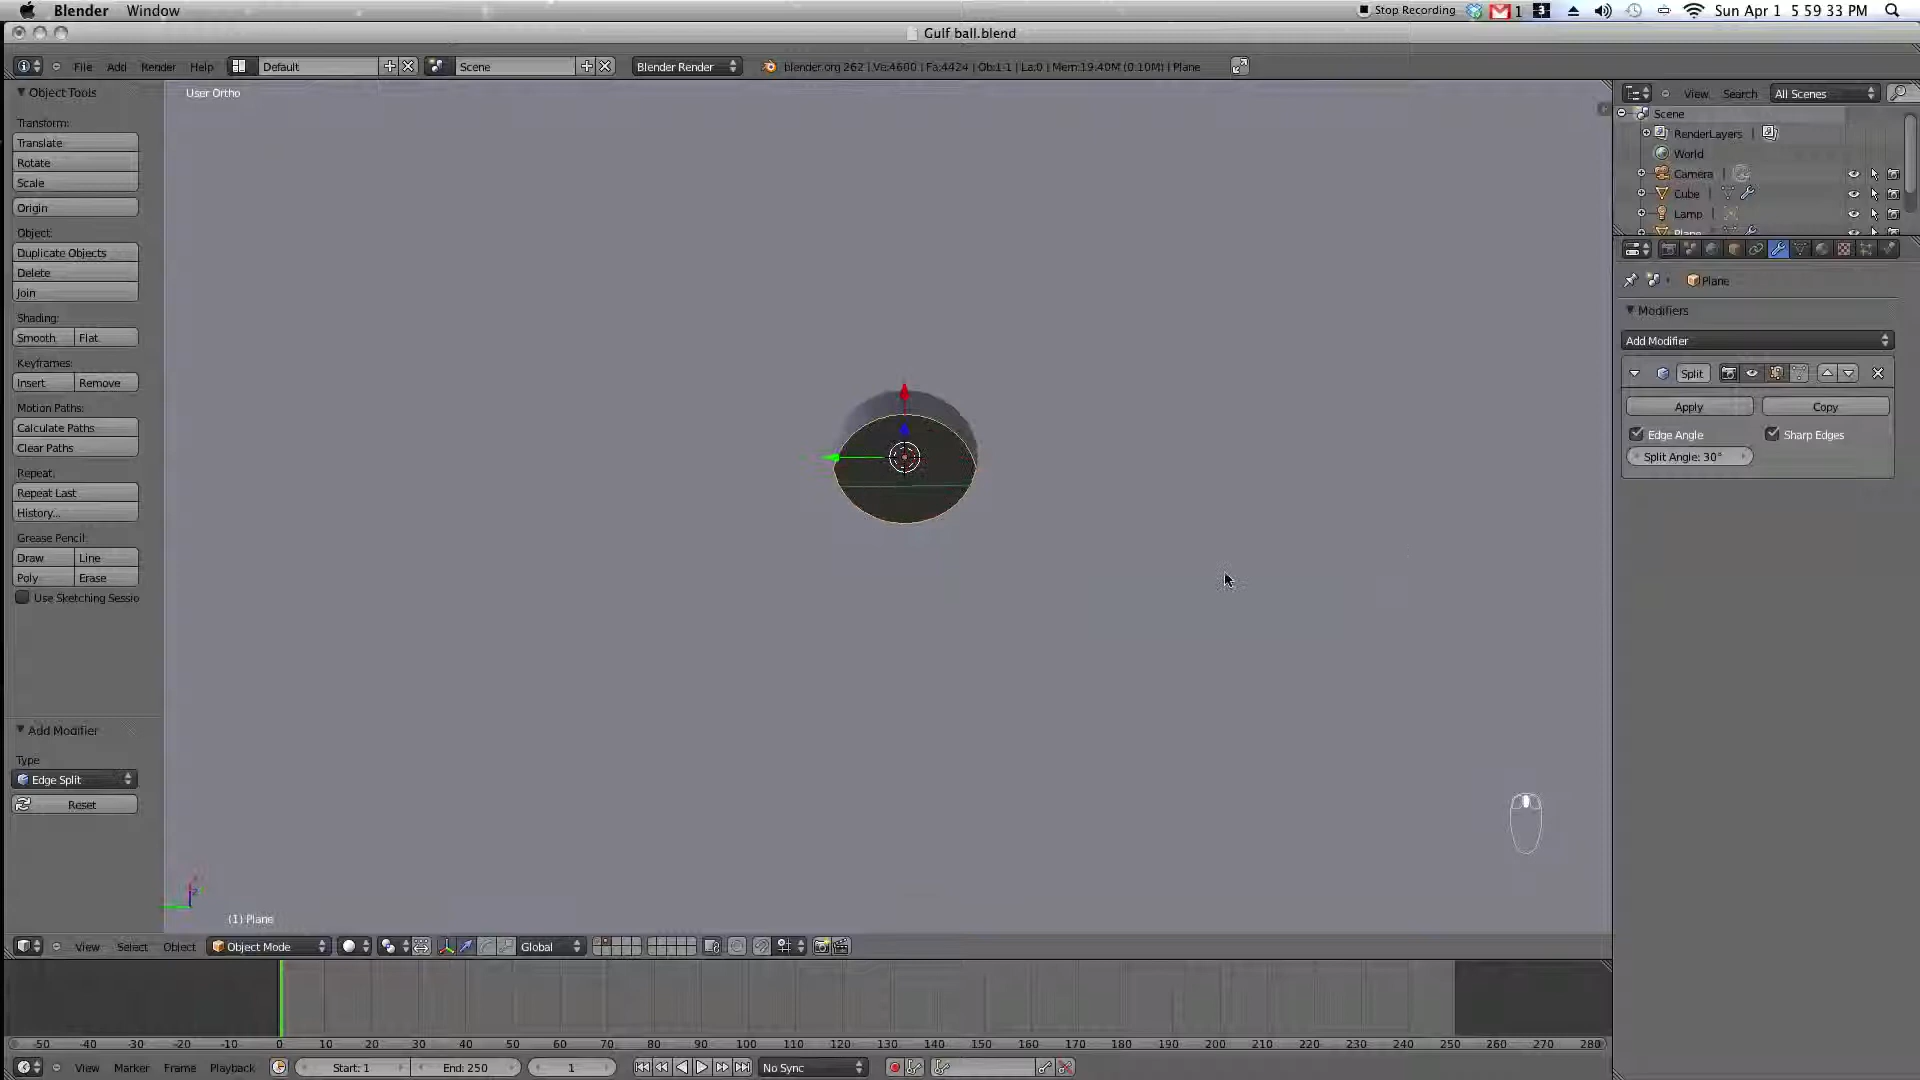 Blender Window Stop Recording 1 3 Sun Apr 1 5 59 33 PM
Gulf ball.blend
File Add Render Help Default Scene Blender Render blender.org 262 | Ve:4600 | Fa:4424 | Ob:1-1 | La:0 | Mem:19.40M (0.10M) | Plane
Object Tools
User Ortho
View Search All Scenes
Scene
Transform:
Translate
RenderLayers
Rotate
World
Scale
Camera
Cube
Origin
Lamp
Plane
Object:
Duplicate Objects
Delete
Plane
Join
Modifiers
Shading:
Smooth Flat
Add Modifier
Keyframes:
Split
Insert Remove
Motion Paths:
Apply Copy
Calculate Paths
Edge Angle Sharp Edges
Clear Paths
Split Angle: 30°
Repeat:
Repeat Last
History...
Grease Pencil:
Draw Line
Poly Erase
Use Sketching Sessio
Add Modifier
Type
Edge Split
Reset
(1) Plane
View Select Object Object Mode Global
-50 -40 -30 -20 -10 0 10 20 30 40 50 60 70 80 90 100 110 120 130 140 150 160 170 180 190 200 210 220 230 240 250 260 270 280
View Marker Frame Playback Start: 1 End: 250 1 No Sync